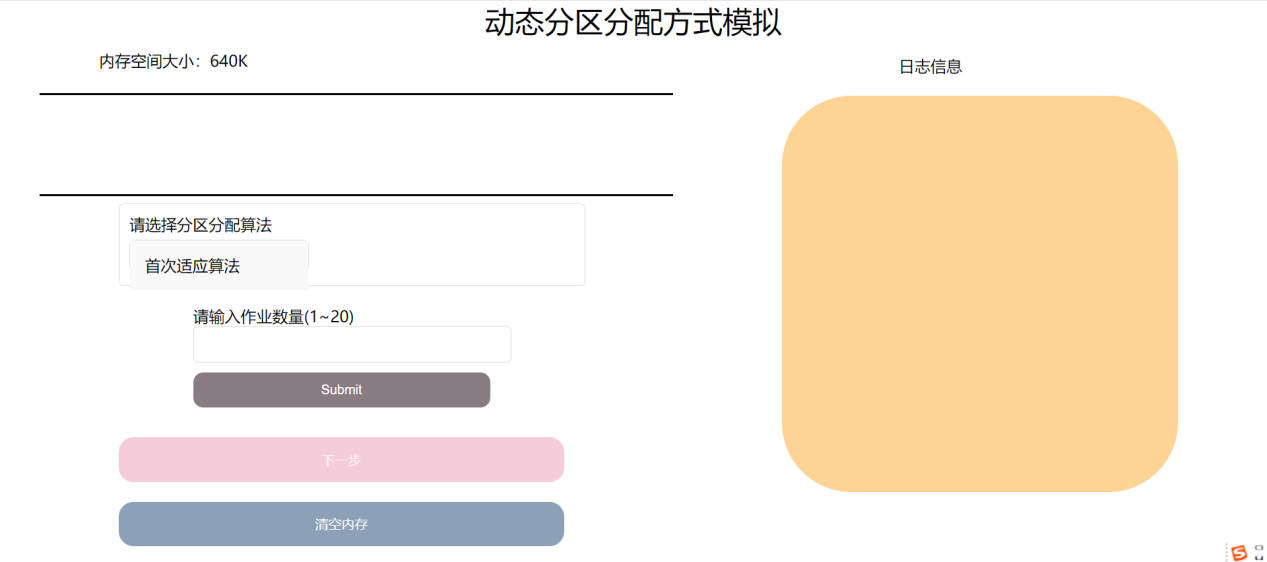 动态分区分配方式模拟
内存空间大小：640K
日志信息
请选择分区分配算法
首次适应算法
请输入作业数量(1~20)
Submit
下一步
清空内存